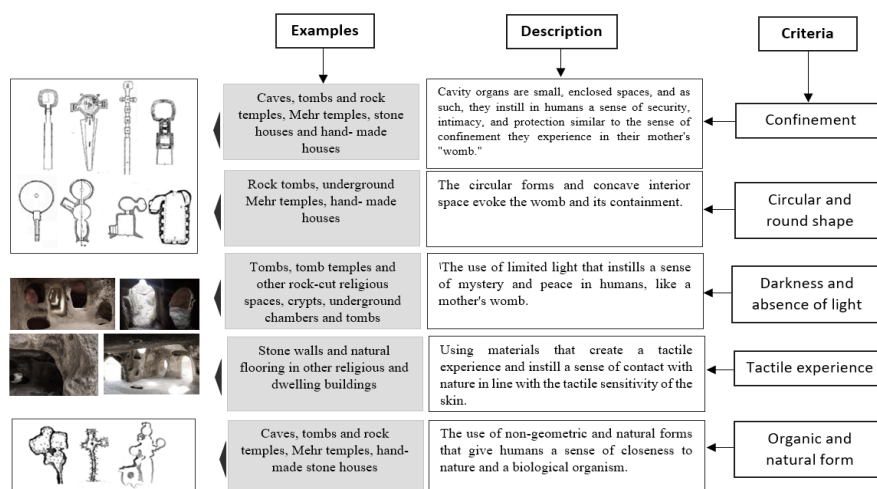 Examples
Description
Criteria
Caves, tombs and rock
temples, Mehr temples, stone
houses and hand- made
houses
Cavity organs are small, enclosed spaces, and as
such, they instill in humans a sense of security,
intimacy, and protection similar to the sense of
confinement they experience in their mother's
"womb."
Confinement
Rock tombs, underground
Mehr temples, hand- made
houses
The circular forms and concave interior
space evoke the womb and its containment.
Circular and
round shape
Tombs, tomb temples and
other rock-cut religious
spaces, crypts, underground
chambers and tombs
\The use of limited light that instills a sense
of mystery and peace in humans, like a
mother's womb.
Darkness and
absence of light
Stone walls and natural
flooring in other religious and
dwelling buildings
Using materials that create a tactile
experience and instill a sense of contact with
nature in line with the tactile sensitivity of the
skin.
Tactile experience
Caves, tombs and rock
temples, Mehr temples, hand-
made stone houses
The use of non-geometric and natural forms
that give humans a sense of closeness to
nature and a biological organism.
Organic and
natural form